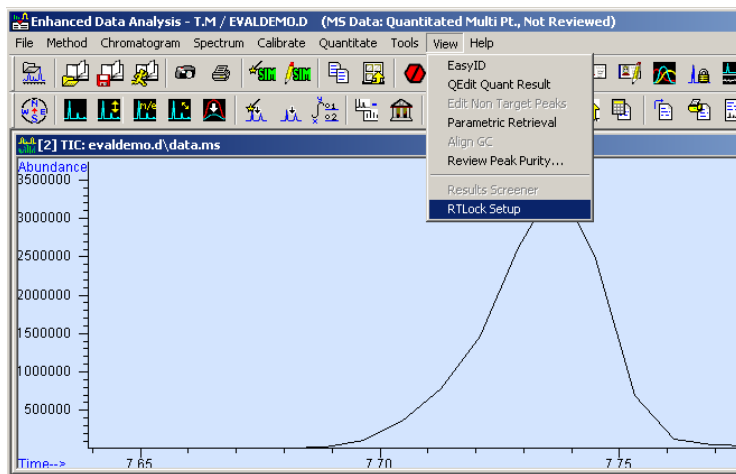 Enhanced Data Analysis - T.M / EVALDEMO.D (MS Data: Quantitated Multi Pt., Not Reviewed)
File Method Chromatogram Spectrum Calibrate Quantitate Tools View Help
EasyID
QEdit Quant Result
Edit Non Target Peaks
Parametric Retrieval
Align GC
Review Peak Purity...
Results Screener
RTLock Setup
[2] TIC: evaldemo.d\data.ms
Abundance
3500000
3000000
2500000
2000000
1500000
1000000
500000
Time-->
7.65 7.70 7.75